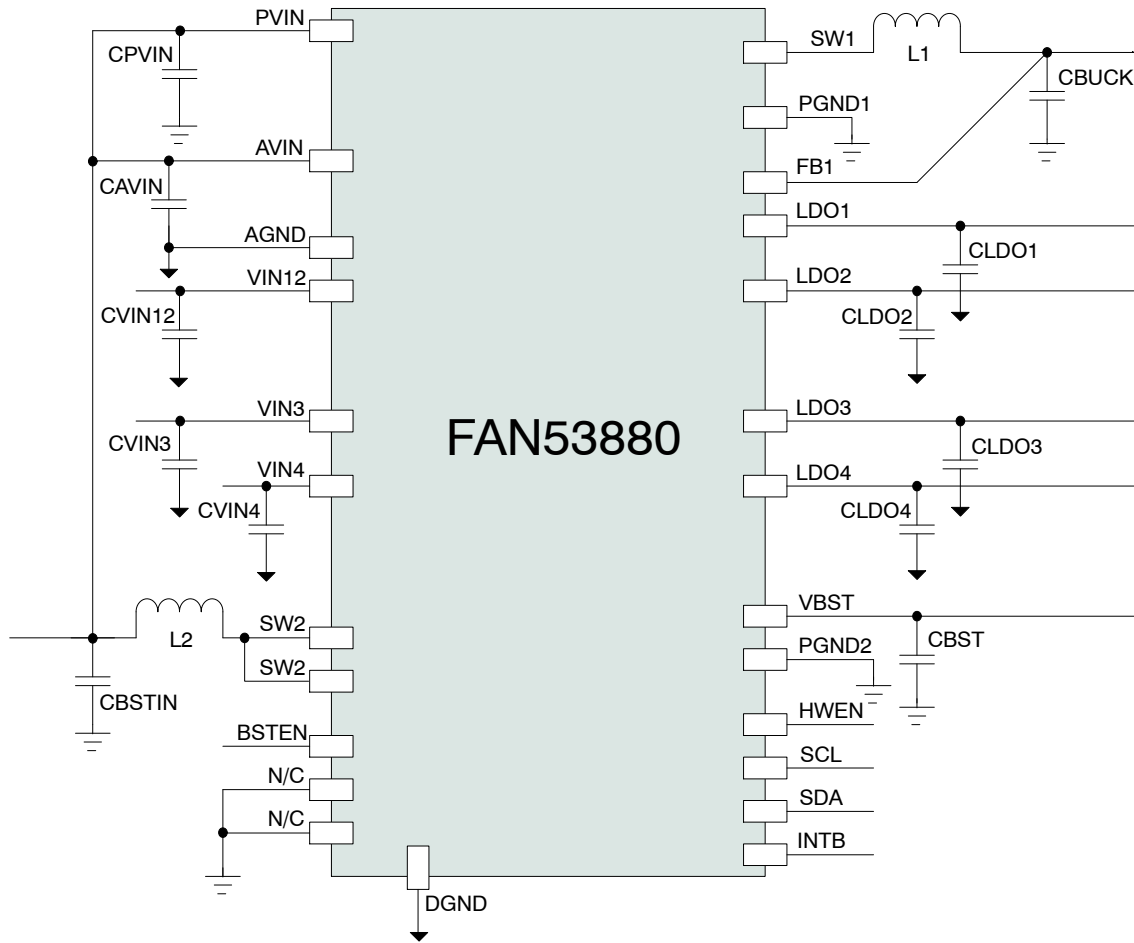 PVIN
CPVIN
AVIN
CAVIN
AGND
VIN12
CVIN12
VIN3
CVIN3
VIN4
CVIN4
SW2
L2
SW2
CBSTIN
BSTEN
N/C
N/C
DGND
FAN53880
SW1
L1
CBUCK
PGND1
FB1
LDO1
CLDO1
LDO2
CLDO2
LDO3
CLDO3
LDO4
CLDO4
VBST
CBST
PGND2
HWEN
SCL
SDA
INTB